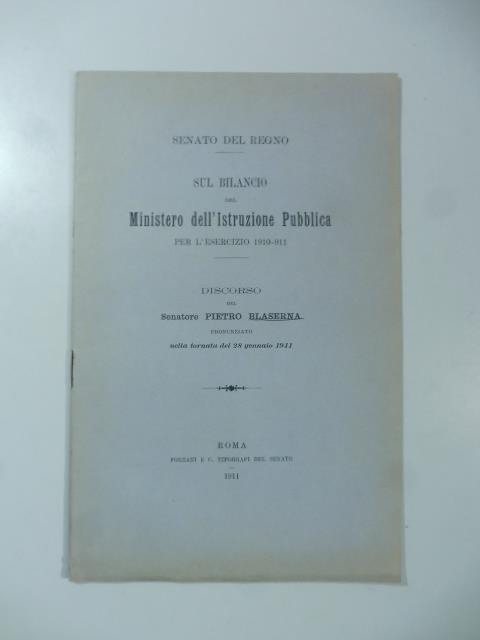 SENATO DEL REGNO
SUL BILANCIO
DEL
Ministero dell'Istruzione Pubblica
PER L'ESERCIZIO 1910-911
DISCORSO
DEL
Senatore PIETRO BLASERNA
PRONUNZIATO
nella tornata del 28 gennaio 1911
ROMA
FORZANI E C. TIPOGRAFI DEL SENATO
1911